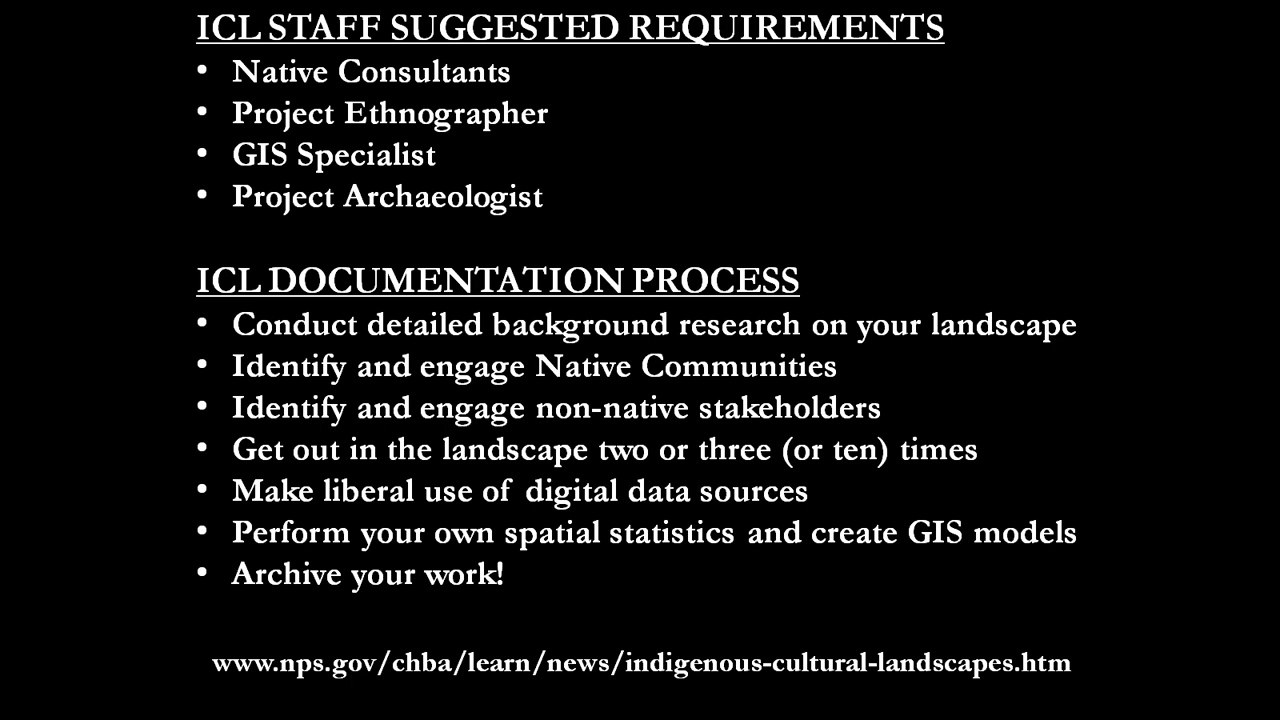 ICL STAFF SUGGESTED REQUIREMENTS
• Native Consultants
• Project Ethnographer
• GIS Specialist
• Project Archaeologist
ICL DOCUMENTATION PROCESS
• Conduct detailed background research on your landscape
• Identify and engage Native Communities
• Identify and engage non-native stakeholders
• Get out in the landscape two or three (or ten) times
• Make liberal use of digital data sources
• Perform your own spatial statistics and create GIS models
• Archive your work!
www.nps.gov/chba/learn/news/indigenous-cultural-landscapes.htm